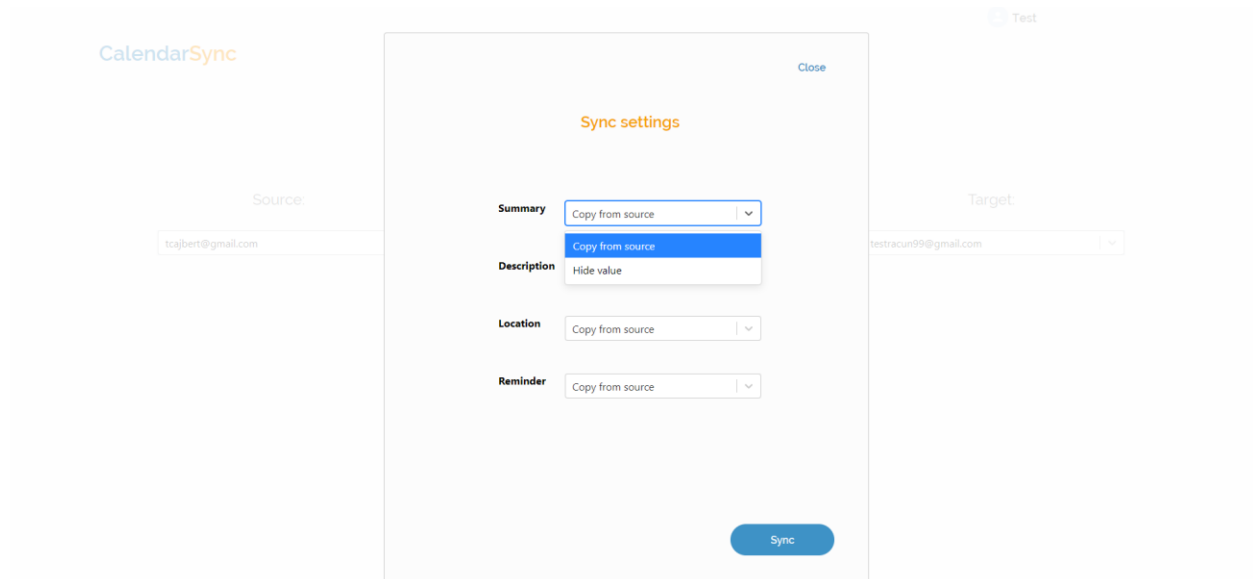 Test
CalendarSync
Close
Sync settings
Source:
Target:
Summary
Copy from source
tcajbert@gmail.com
testracun99@gmail.com
Copy from source
Description
Hide value
Location
Copy from source
Reminder
Copy from source
Sync